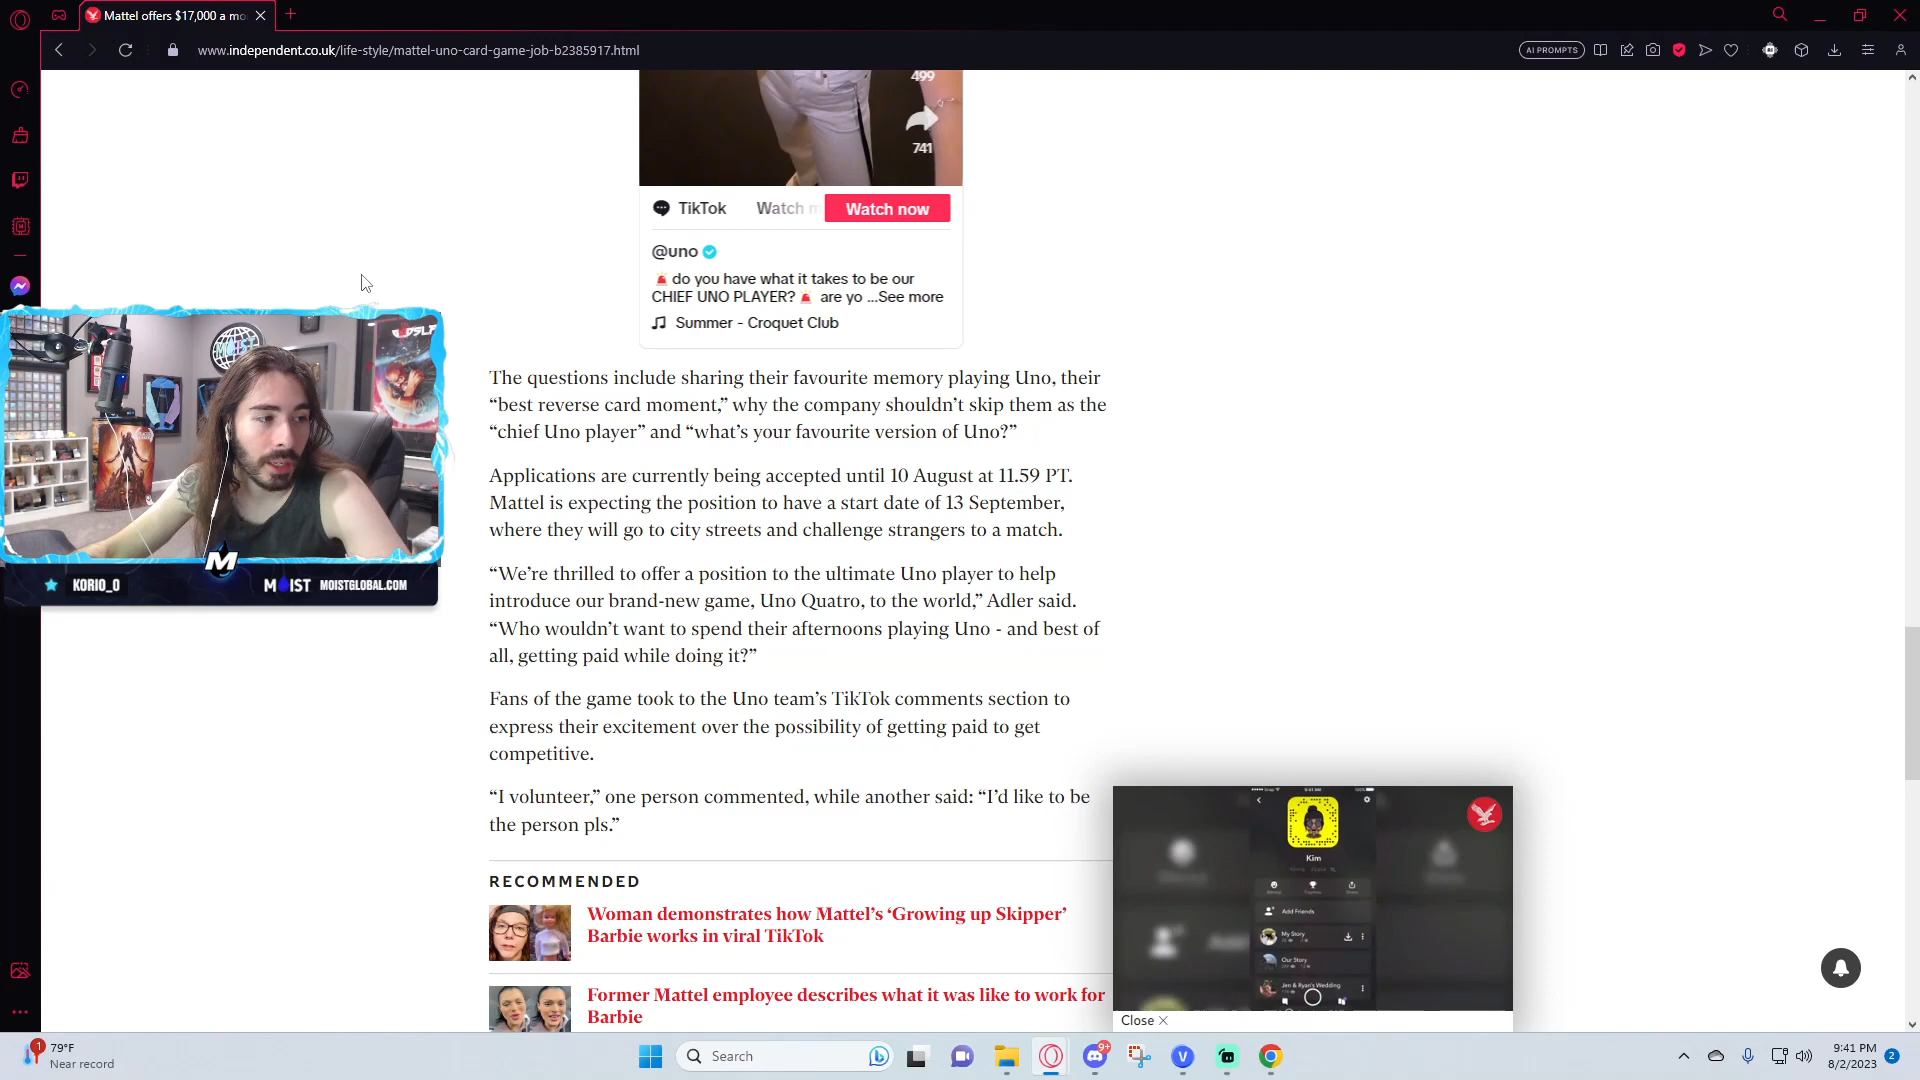 Mattel offers $17,000 a mo
www.independent.co.uk/life-style/mattel-uno-card-game-job-b2385917.html
AI PROMPTS
499
741
TikTok
Watch now
@uno
🚨do you have what it takes to be our
CHIEF UNO PLAYER?🚨 are yo ...See more
Summer - Croquet Club
The questions include sharing their favourite memory playing Uno, their
“best reverse card moment,” why the company shouldn’t skip them as the
“chief Uno player” and “what’s your favourite version of Uno?”
Applications are currently being accepted until 10 August at 11.59 PT.
Mattel is expecting the position to have a start date of 13 September,
where they will go to city streets and challenge strangers to a match.
“We’re thrilled to offer a position to the ultimate Uno player to help
introduce our brand-new game, Uno Quatro, to the world,” Adler said.
“Who wouldn’t want to spend their afternoons playing Uno - and best of
all, getting paid while doing it?”
Fans of the game took to the Uno team’s TikTok comments section to
express their excitement over the possibility of getting paid to get
competitive.
“I volunteer,” one person commented, while another said: “I’d like to be
the person pls.”
RECOMMENDED
Woman demonstrates how Mattel’s ‘Growing up Skipper’
Barbie works in viral TikTok
Former Mattel employee describes what it was like to work for
Barbie
MOIST
M
KORIO_0
MOIST MOISTGLOBAL.COM
9:41 AM
Kim
Add Friends
My Story
Our Story
Jen & Ryan's Wedding
Close
1
79°F
Near record
Search
9+
V
9:41 PM
8/2/2023
2